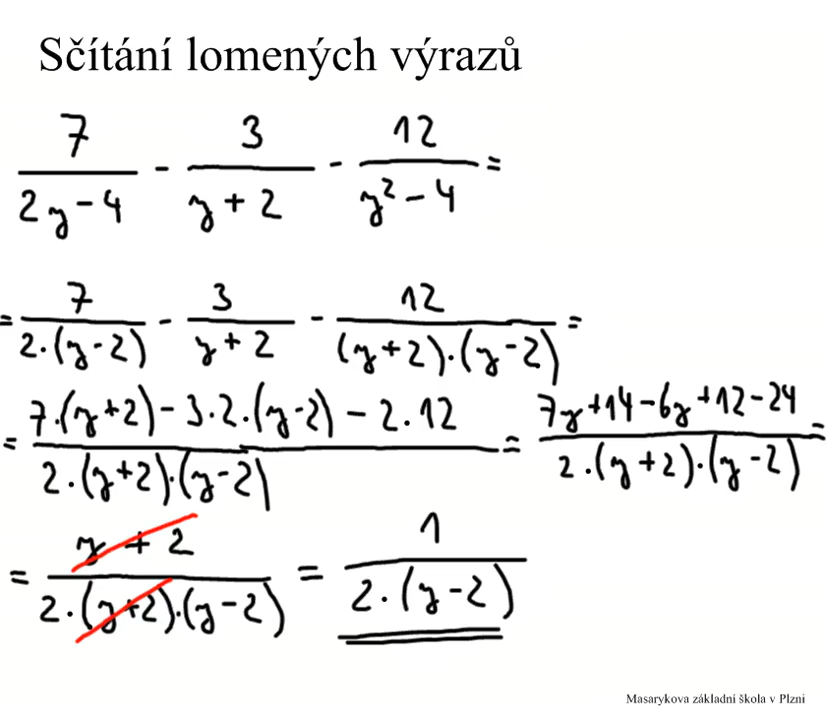 Sčítání lomených výrazů
7/(2y-4) - 3/(y+2) - 12/(y²-4) =
= 7/(2·(y-2)) - 3/(y+2) - 12/((y+2)·(y-2)) =
= (7·(y+2) - 3·2·(y-2) - 2·12)/(2·(y+2)·(y-2)) = (7y+14-6y+12-24)/(2·(y+2)·(y-2)) =
= (y+2)/(2·(y+2)·(y-2)) = 1/(2·(y-2))
Masarykova základní škola v Plzni